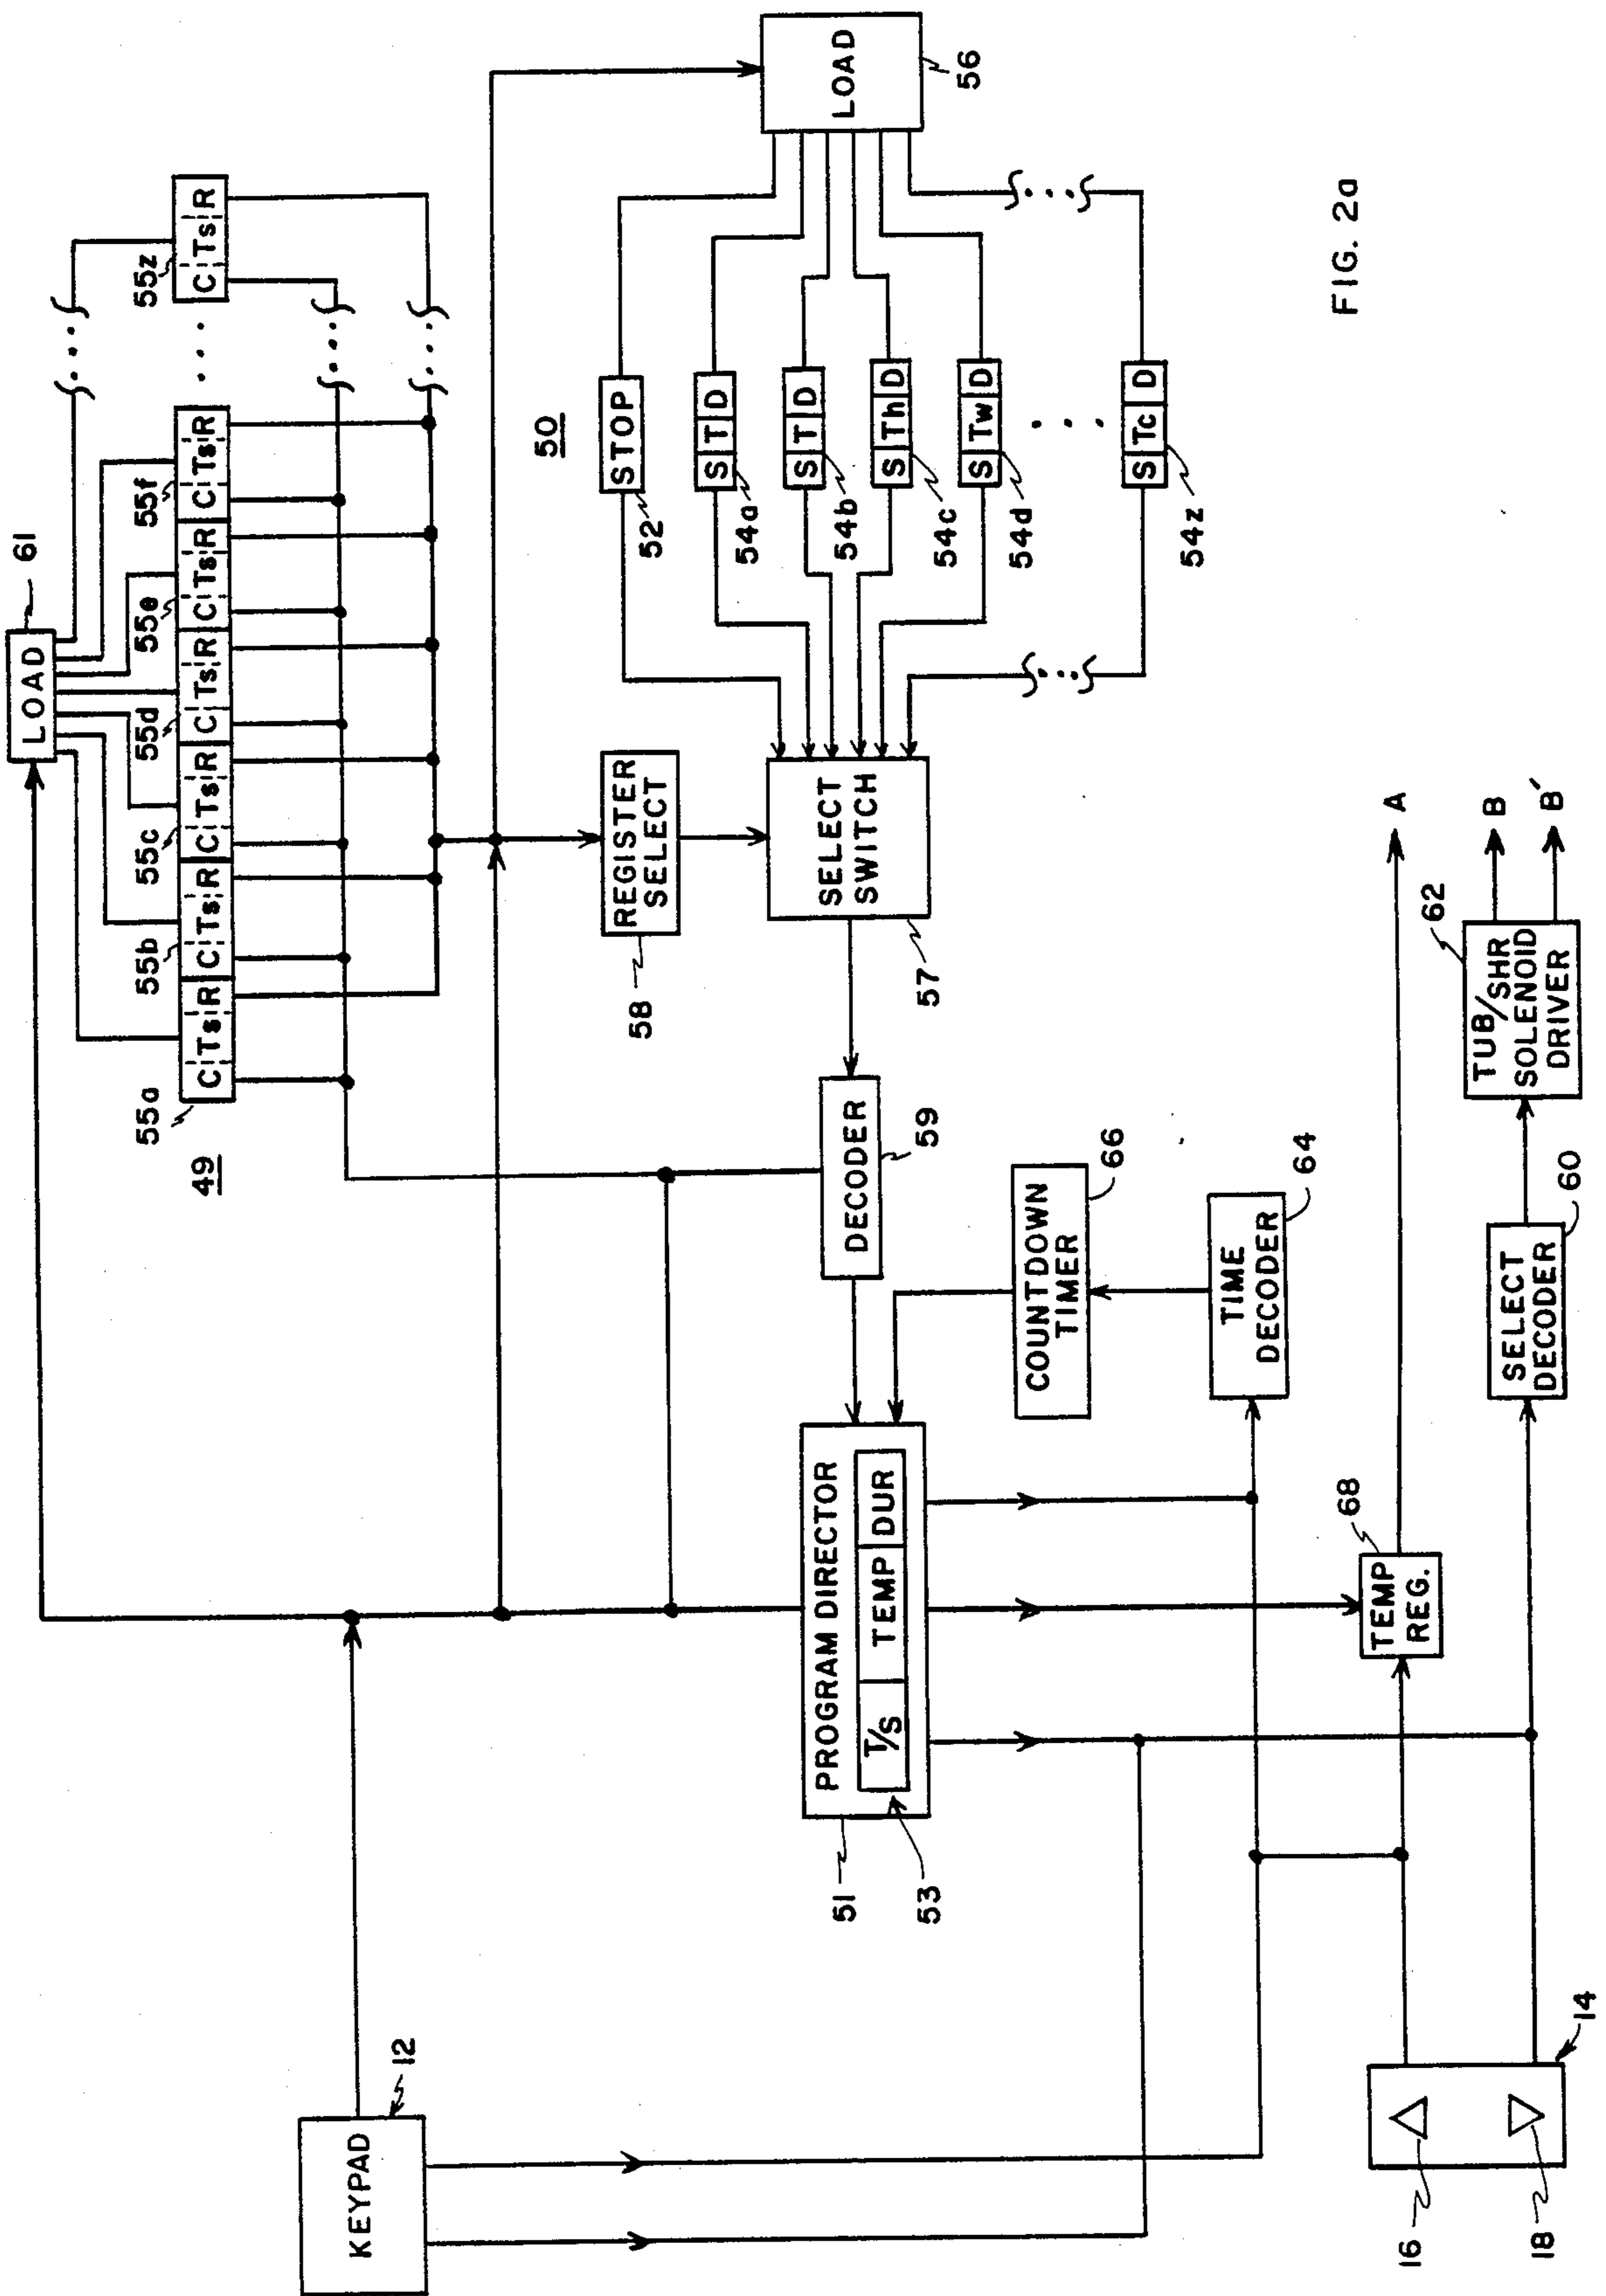 61
LOAD
55a
55b
55c
55d
55e
55f
55z
C Ts R C Ts R C Ts R C Ts R C Ts R C Ts R . . . C Ts R
49
KEYPAD
12
50
REGISTER
SELECT
58
STOP
52
S T D
54a
S T D
54b
S Th D
54c
S Tw D
54d
S Tc D
54z
LOAD
56
SELECT
SWITCH
57
DECODER
59
PROGRAM DIRECTOR
T/S TEMP DUR
51
53
COUNTDOWN
TIMER
66
TIME
DECODER
64
TEMP
REG.
68
A
16
18
14
SELECT
DECODER
60
TUB/SHR
SOLENOID
DRIVER
62
B
B'
FIG. 2a